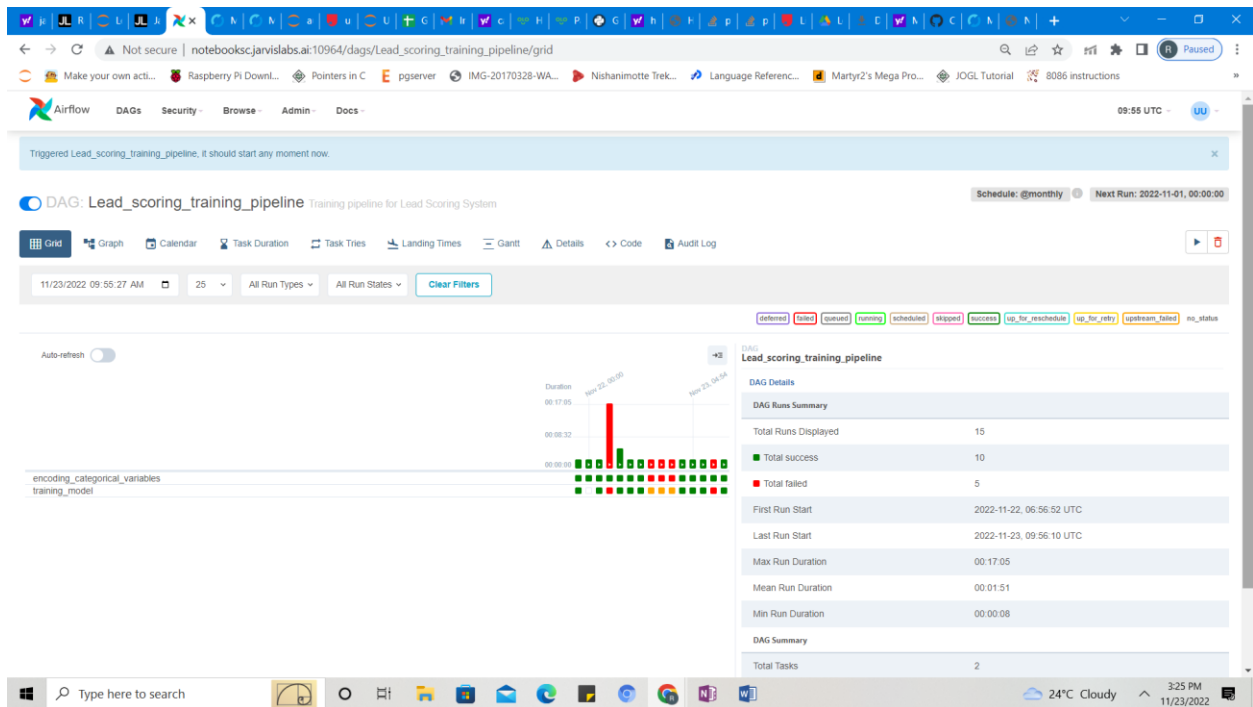 Not secure | notebooksc.jarvislabs.ai:10964/dags/Lead_scoring_training_pipeline/grid
R Paused
Make your own acti... Raspberry Pi Downl... Pointers in C pgserver IMG-20170328-WA... Nishanimotte Trek... Language Referenc... Martyr2's Mega Pro... JOGL Tutorial 8086 instructions »
Airflow DAGs Security Browse Admin Docs 09:55 UTC UU
Triggered Lead_scoring_training_pipeline, it should start any moment now. ×
Schedule: @monthly Next Run: 2022-11-01, 00:00:00
DAG: Lead_scoring_training_pipeline Training pipeline for Lead Scoring System
Grid Graph Calendar Task Duration Task Tries Landing Times Gantt Details <> Code Audit Log
11/23/2022 09:55:27 AM 25 All Run Types All Run States Clear Filters
deferred failed queued running scheduled skipped success up_for_reschedule up_for_retry upstream_failed no_status
Auto-refresh
Duration
Nov 22, 00:00
Nov 23, 04:54
00:17:05
00:08:32
00:00:00
encoding_categorical_variables
training_model
DAG
Lead_scoring_training_pipeline
DAG Details
DAG Runs Summary
Total Runs Displayed 15
Total success 10
Total failed 5
First Run Start 2022-11-22, 06:56:52 UTC
Last Run Start 2022-11-23, 09:56:10 UTC
Max Run Duration 00:17:05
Mean Run Duration 00:01:51
Min Run Duration 00:00:08
DAG Summary
Total Tasks 2
Type here to search
24°C Cloudy
3:25 PM
11/23/2022